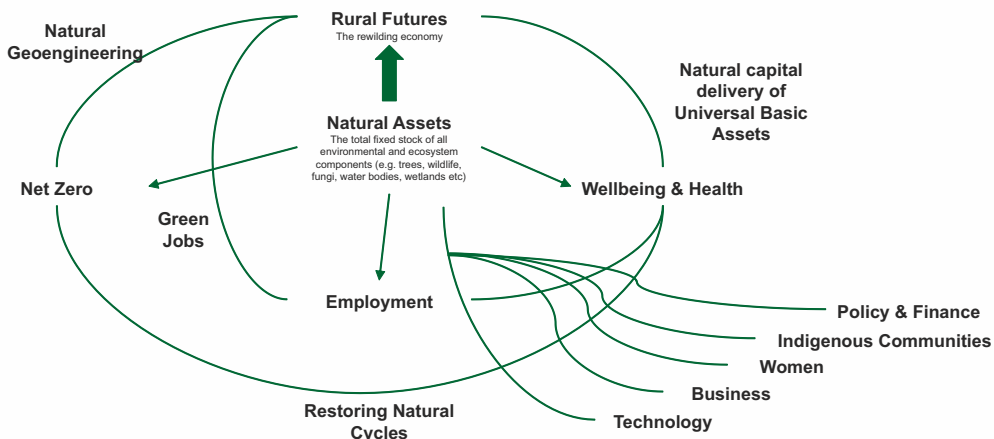 Rural Futures
The rewilding economy
Natural
Geoengineering
Natural capital
delivery of
Universal Basic
Assets
Natural Assets
The total fixed stock of all
environmental and ecosystem
components (e.g. trees, wildlife,
fungi, water bodies, wetlands etc)
Net Zero
Wellbeing & Health
Green
Jobs
Employment
Policy & Finance
Indigenous Communities
Women
Business
Restoring Natural
Cycles
Technology